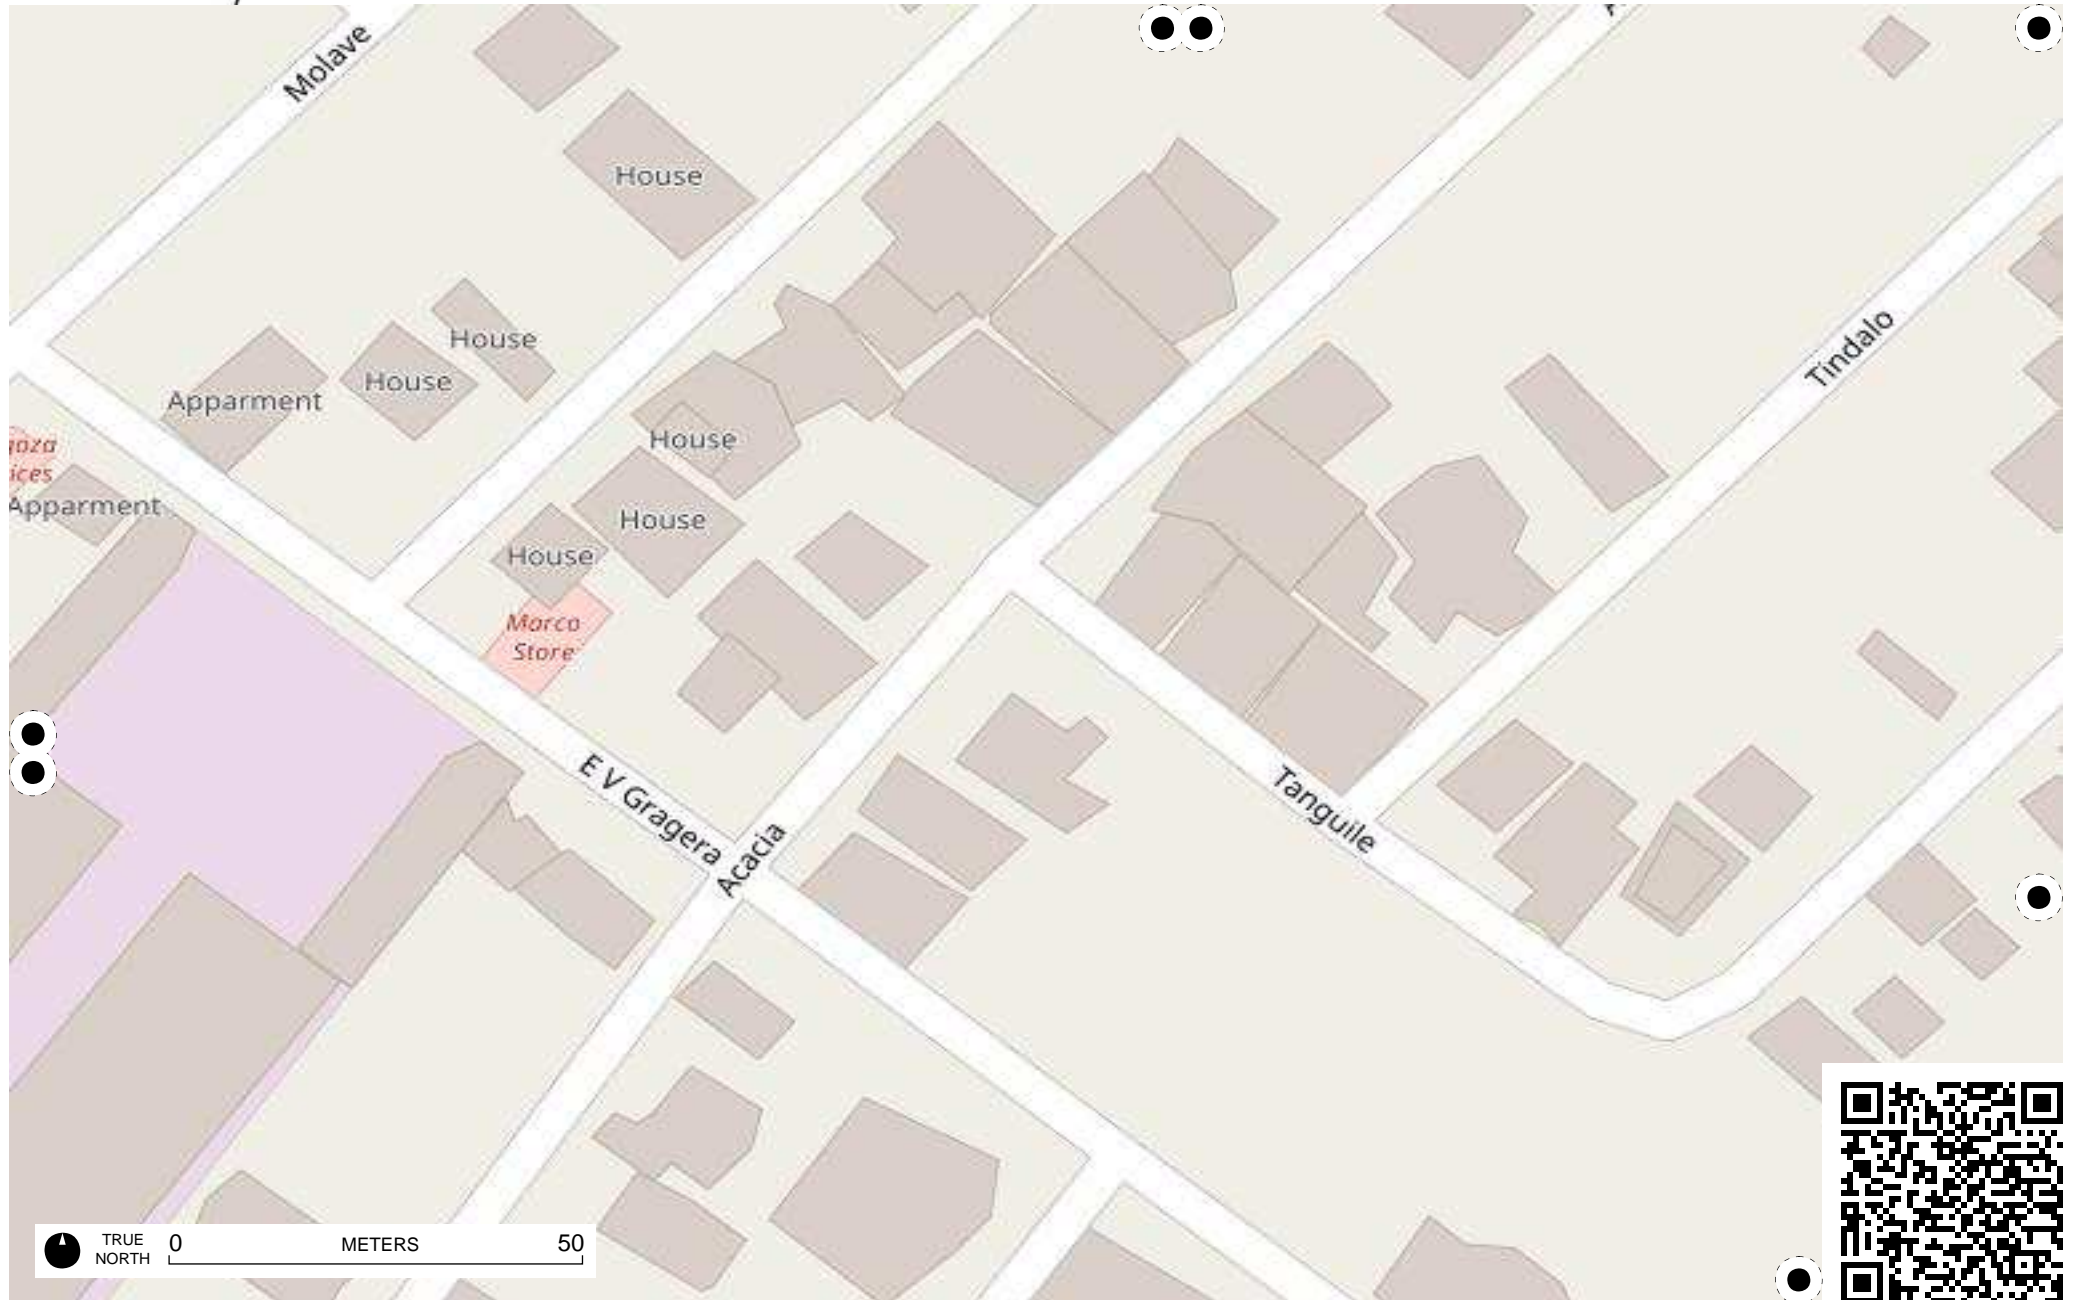 Molave
House
House
House
Apparment
House
Apparment
House
House
Marco
Store
Tindalo
E V Gragera
Acacia
Tanguile
TRUE
NORTH
0
METERS
50